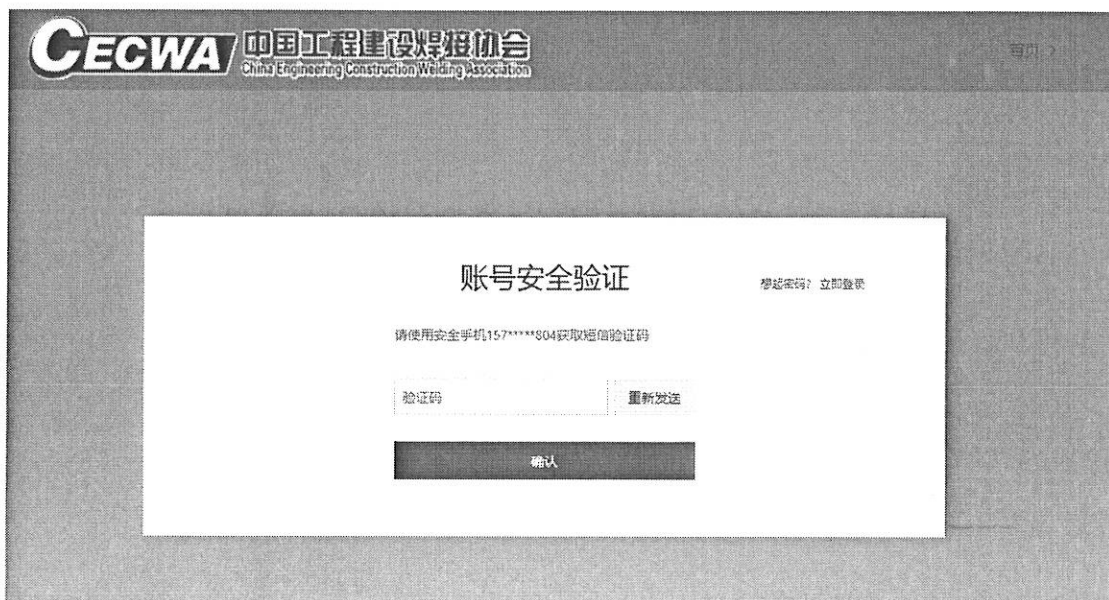 CECWA 中国工程建设焊接协会
China Engineering Construction Welding Association
首页 >
账号安全验证
想起密码? 立即登录
请使用安全手机157*****804获取短信验证码
验证码
重新发送
确认